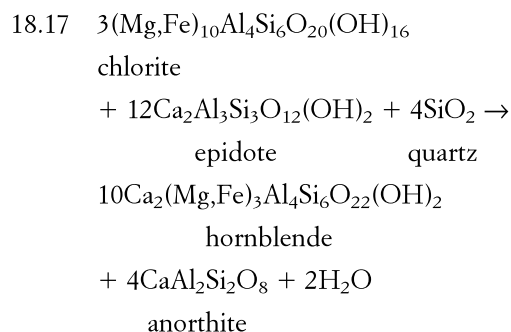 18.17 3(Mg,Fe)₁₀Al₄Si₆O₂₀(OH)₁₆
chlorite
+ 12Ca₂Al₃Si₃O₁₂(OH)₂ + 4SiO₂ →
epidote quartz
10Ca₂(Mg,Fe)₃Al₄Si₆O₂₂(OH)₂
hornblende
+ 4CaAl₂Si₂O₈ + 2H₂O
anorthite